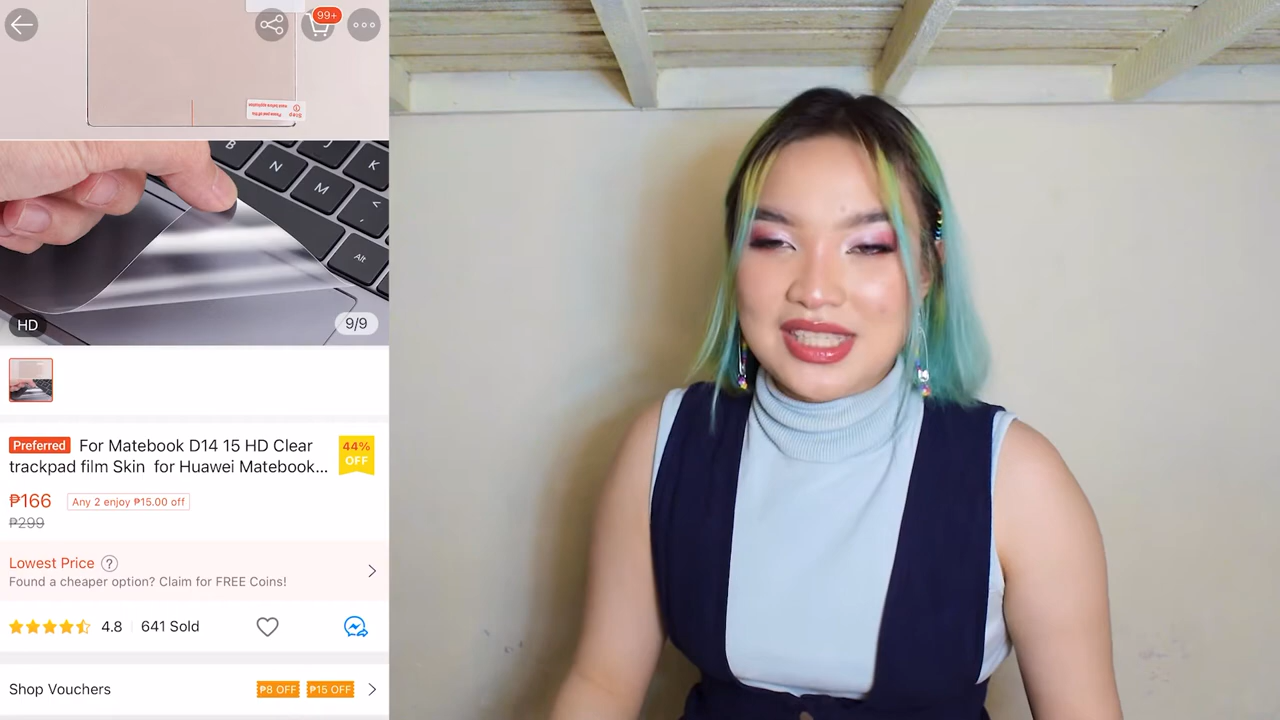 99+
B
N
J
M
K
<
,
Alt
HD
9/9
Preferred For Matebook D14 15 HD Clear
trackpad film Skin for Huawei Matebook...
44%
OFF
₱166
Any 2 enjoy ₱15.00 off
₱299
Lowest Price ?
Found a cheaper option? Claim for FREE Coins!
4.8
641 Sold
Shop Vouchers
₱8 OFF
₱15 OFF